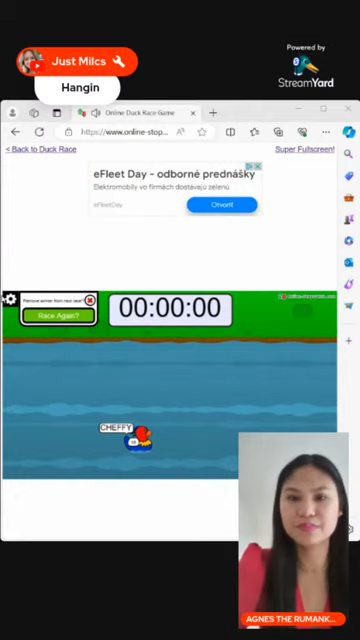 Just Milcs
Hangin
Powered by
StreamYard
Online Duck Race Game
https://www.online-stop...
< Back to Duck Race
Super Fullscreen!
eFleet Day - odborné prednášky
Elektromobily vo firmách dostávajú zelenú
eFleetDay
Otvoriť
Remove winner from next race?
Race Again?
00:00:00
CHEFFY
AGNES THE RUMANK...